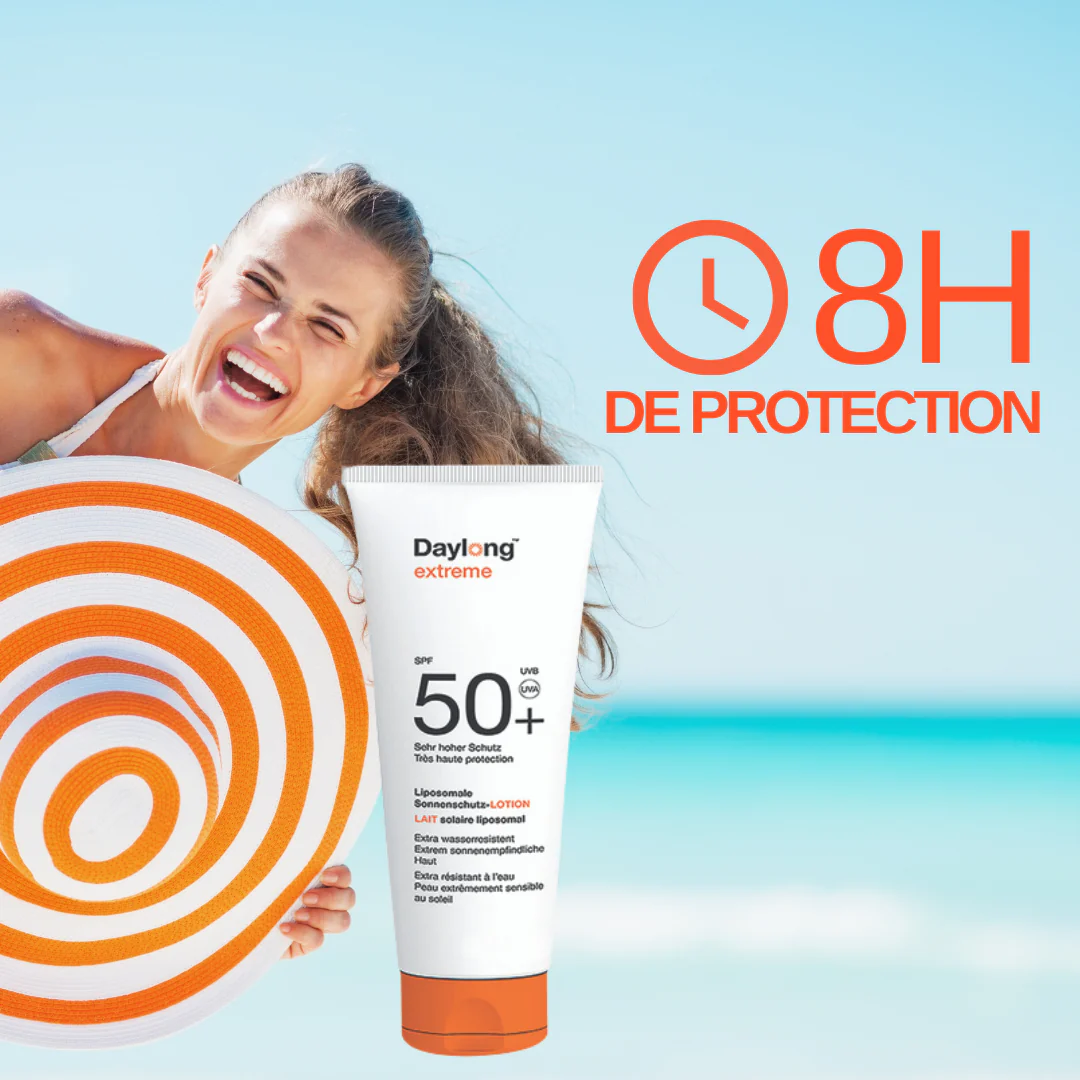 8H
DE PROTECTION
Daylong™
extreme
SPF
50+
UVB
UVA
Sehr hoher Schutz
Très haute protection
Liposomale
Sonnenschutz-LOTION
LAIT solaire liposomal
Extra wasserresistent
Extrem sonnenempfindliche
Haut
Extra résistant à l'eau
Peau extrêmement sensible
au soleil